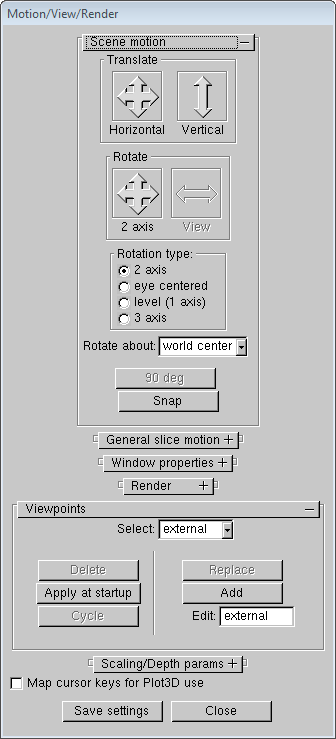 Motion/View/Render
Scene motion
Translate
Horizontal Vertical
Rotate
2 axis View
Rotation type:
2 axis
eye centered
level (1 axis)
3 axis
Rotate about: world center
90 deg
Snap
General slice motion +
Window properties +
Render +
Viewpoints
Select: external
Delete Replace
Apply at startup Add
Cycle Edit: external
Scaling/Depth params +
Map cursor keys for Plot3D use
Save settings Close